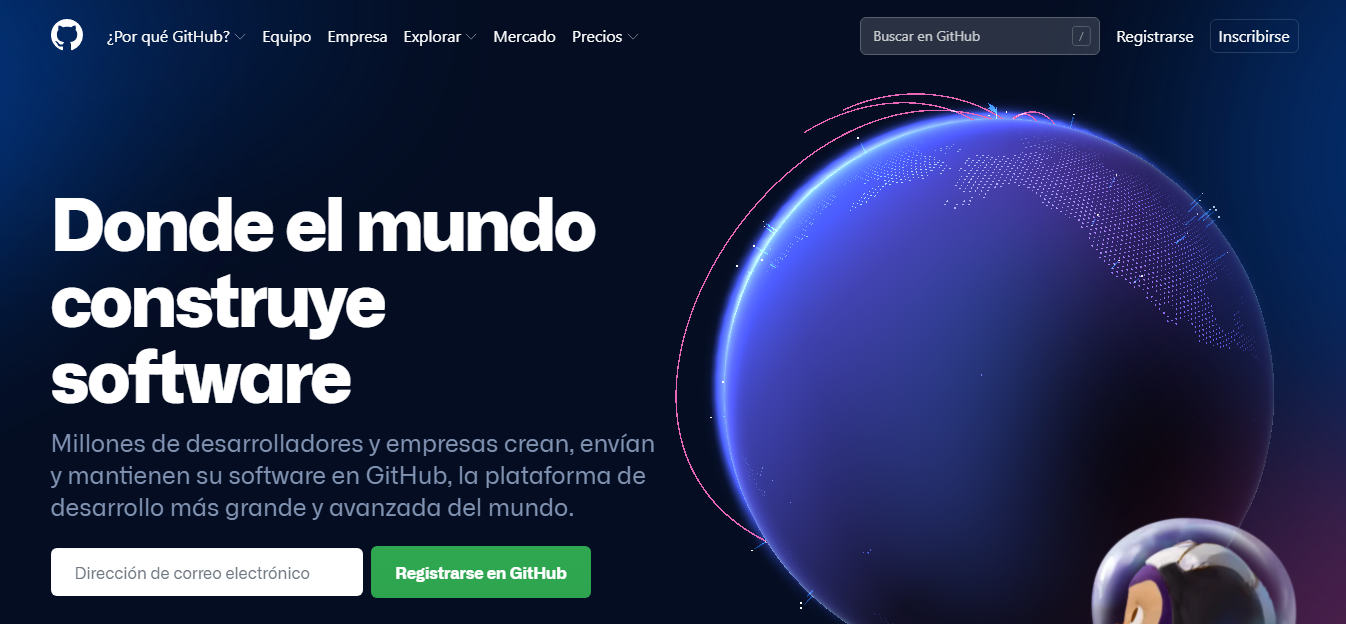 ¿Por qué GitHub? Equipo Empresa Explorar Mercado Precios Buscar en GitHub / Registrarse Inscribirse
Donde el mundo
construye
software
Millones de desarrolladores y empresas crean, envían
y mantienen su software en GitHub, la plataforma de
desarrollo más grande y avanzada del mundo.
Dirección de correo electrónico Registrarse en GitHub